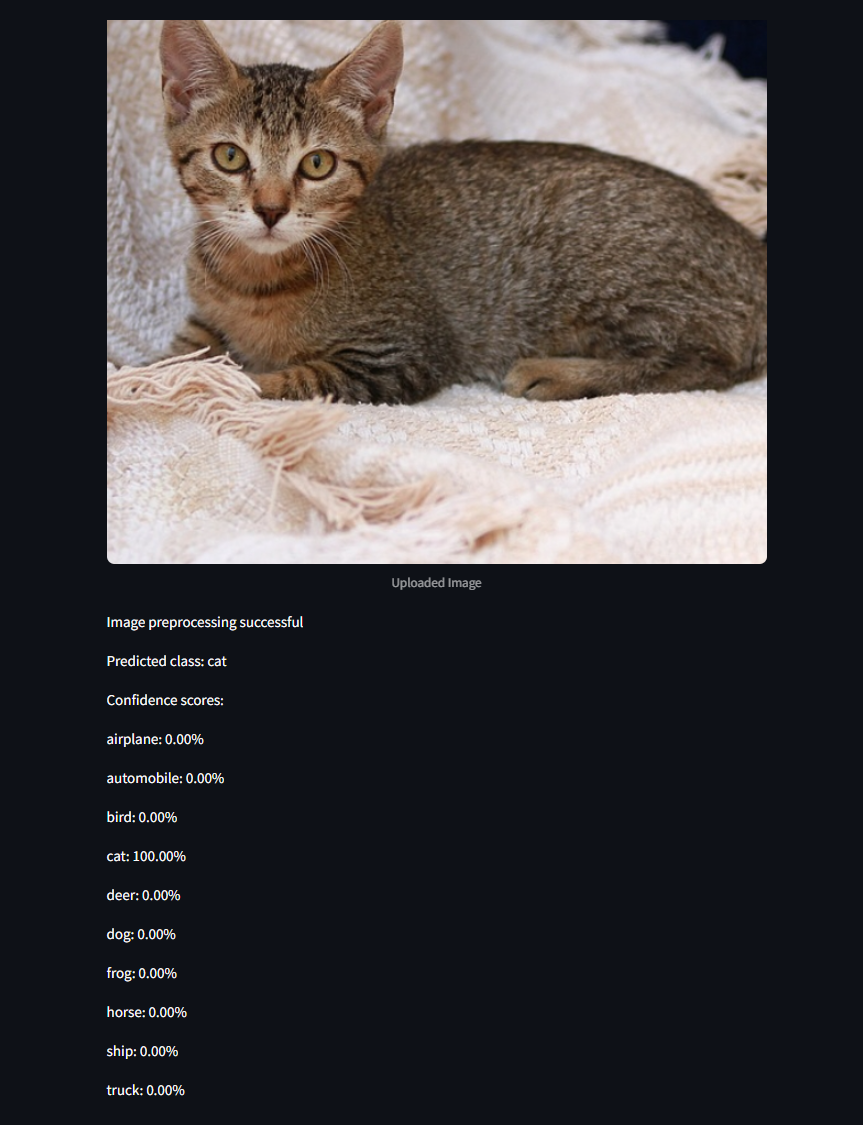 Uploaded Image
Image preprocessing successful
Predicted class: cat
Confidence scores:
airplane: 0.00%
automobile: 0.00%
bird: 0.00%
cat: 100.00%
deer: 0.00%
dog: 0.00%
frog: 0.00%
horse: 0.00%
ship: 0.00%
truck: 0.00%